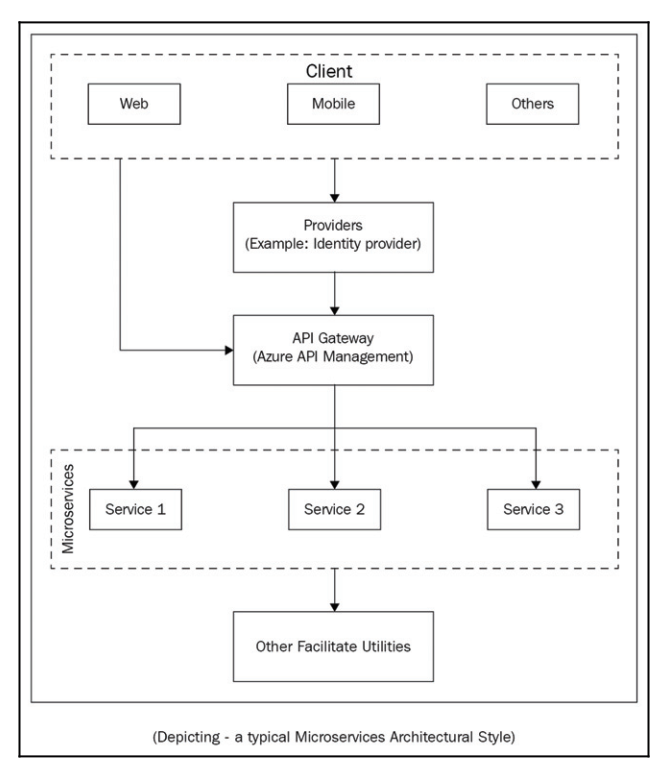 Client
Web
Mobile
Others
Providers
(Example: Identity provider)
API Gateway
(Azure API Management)
Microservices
Service 1
Service 2
Service 3
Other Facilitate Utilities
(Depicting - a typical Microservices Architectural Style)